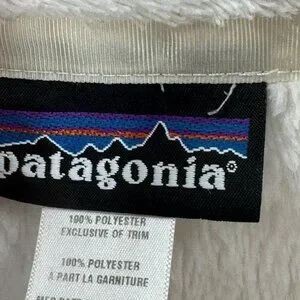 patagonia®
100% POLYESTER
EXCLUSIVE OF TRIM
100% POLYESTER
A PART LA GARNITURE